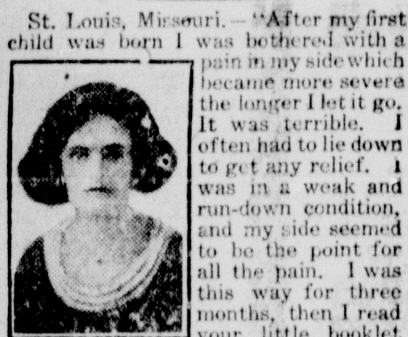 St. Louis, Missouri. — "After my first
child was born I was bothered with a
pain in my side which
became more severe
the longer I let it go.
It was terrible. I
often had to lie down
to get any relief. I
was in a weak and
run-down condition,
and my side seemed
to be the point for
all the pain. I was
this way for three
months, then I read
your little booklet